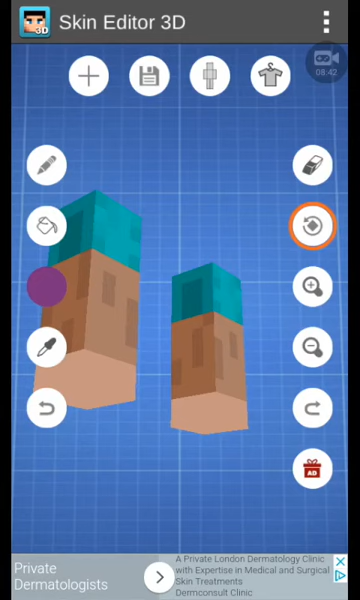 3D
Skin Editor 3D
08:42
AD
Private
Dermatologists
A Private London Dermatology Clinic
with Expertise in Medical and Surgical
Skin Treatments
Dermconsult Clinic